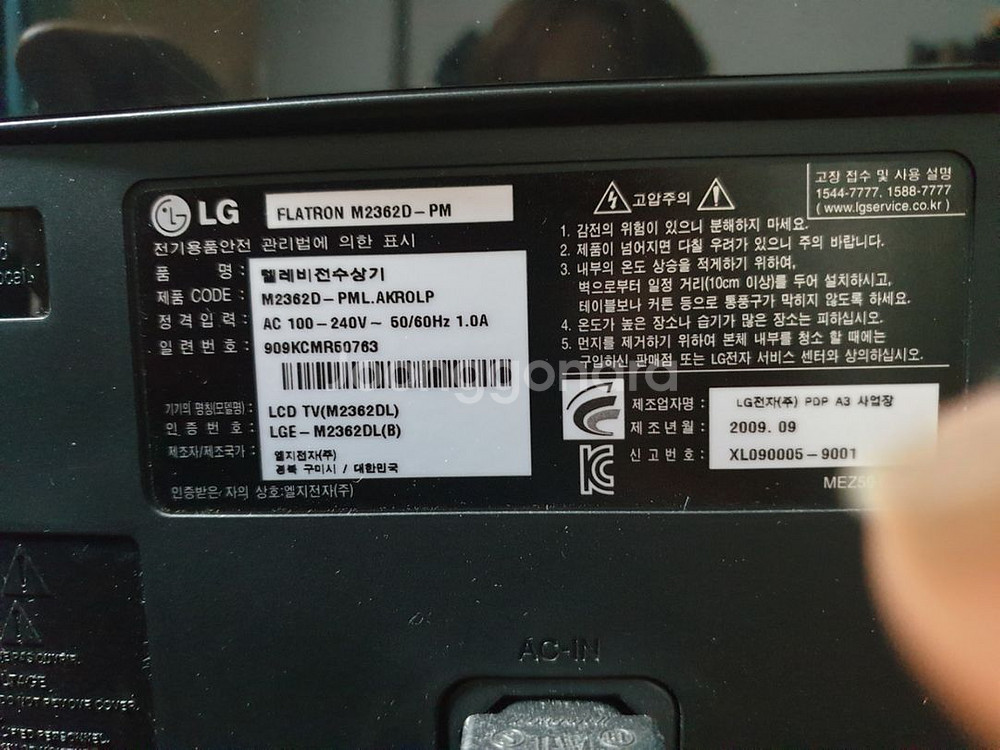 LG FLATRON M2362D-PM
전기용품안전 관리법에 의한 표시
품 명 : 텔레비전수상기
제품 CODE : M2362D-PML.AKROLP
정격입력 : AC 100-240V~ 50/60Hz 1.0A
일련번호 : 909KCMR60763
기기의 명칭(모델명) : LCD TV(M2362DL)
인증번호 : LGE-M2362DL(B)
제조자/제조국가 : 엘지전자(주)
경북 구미시 / 대한민국
인증받은 자의 상호:엘지전자(주)
고압주의
고장 접수 및 사용 설명
1544-7777, 1588-7777
( www.lgservice.co.kr )
1. 감전의 위험이 있으니 분해하지 마세요.
2. 제품이 넘어지면 다칠 우려가 있으니 주의 바랍니다.
3. 내부의 온도 상승을 적게하기 위하여,
벽으로부터 일정 거리(10cm 이상)를 두어 설치하시고,
테이블보나 커튼 등으로 통풍구가 막히지 않도록 하세요.
4. 온도가 높은 장소나 습기가 많은 장소는 피하십시오.
5. 먼지를 제거하기 위하여 본체 내부를 청소 할 때에는
구입하신 판매점 또는 LG전자 서비스 센터와 상의하십시오.
Joonggonara
제조업자명 : LG전자(주) PDP A3 사업장
제조년월 : 2009. 09
신고번호 : XL090005-9001
MEZ50
AC-IN
DO NOT REMOVE COVER.
PERSONNEL.